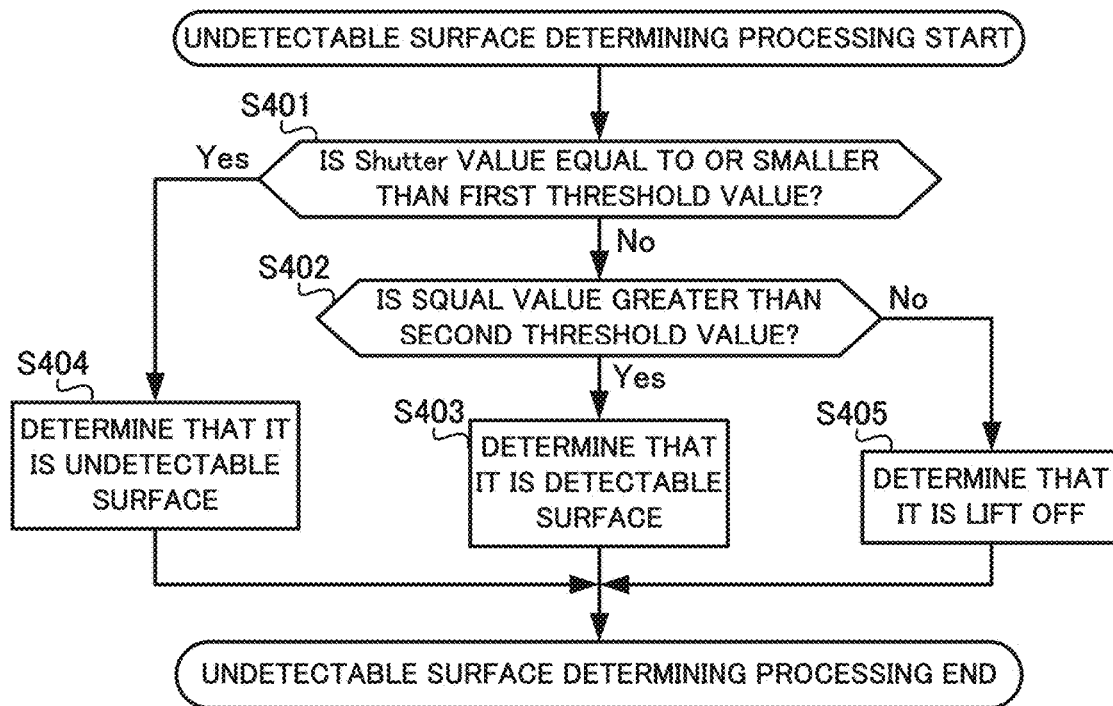 UNDETECTABLE SURFACE DETERMINING PROCESSING START
S401
IS Shutter VALUE EQUAL TO OR SMALLER
THAN FIRST THRESHOLD VALUE?
Yes
No
S402
IS SQUAL VALUE GREATER THAN
SECOND THRESHOLD VALUE?
No
Yes
S404
DETERMINE THAT IT
IS UNDETECTABLE
SURFACE
S403
DETERMINE THAT
IT IS DETECTABLE
SURFACE
S405
DETERMINE THAT
IT IS LIFT OFF
UNDETECTABLE SURFACE DETERMINING PROCESSING END